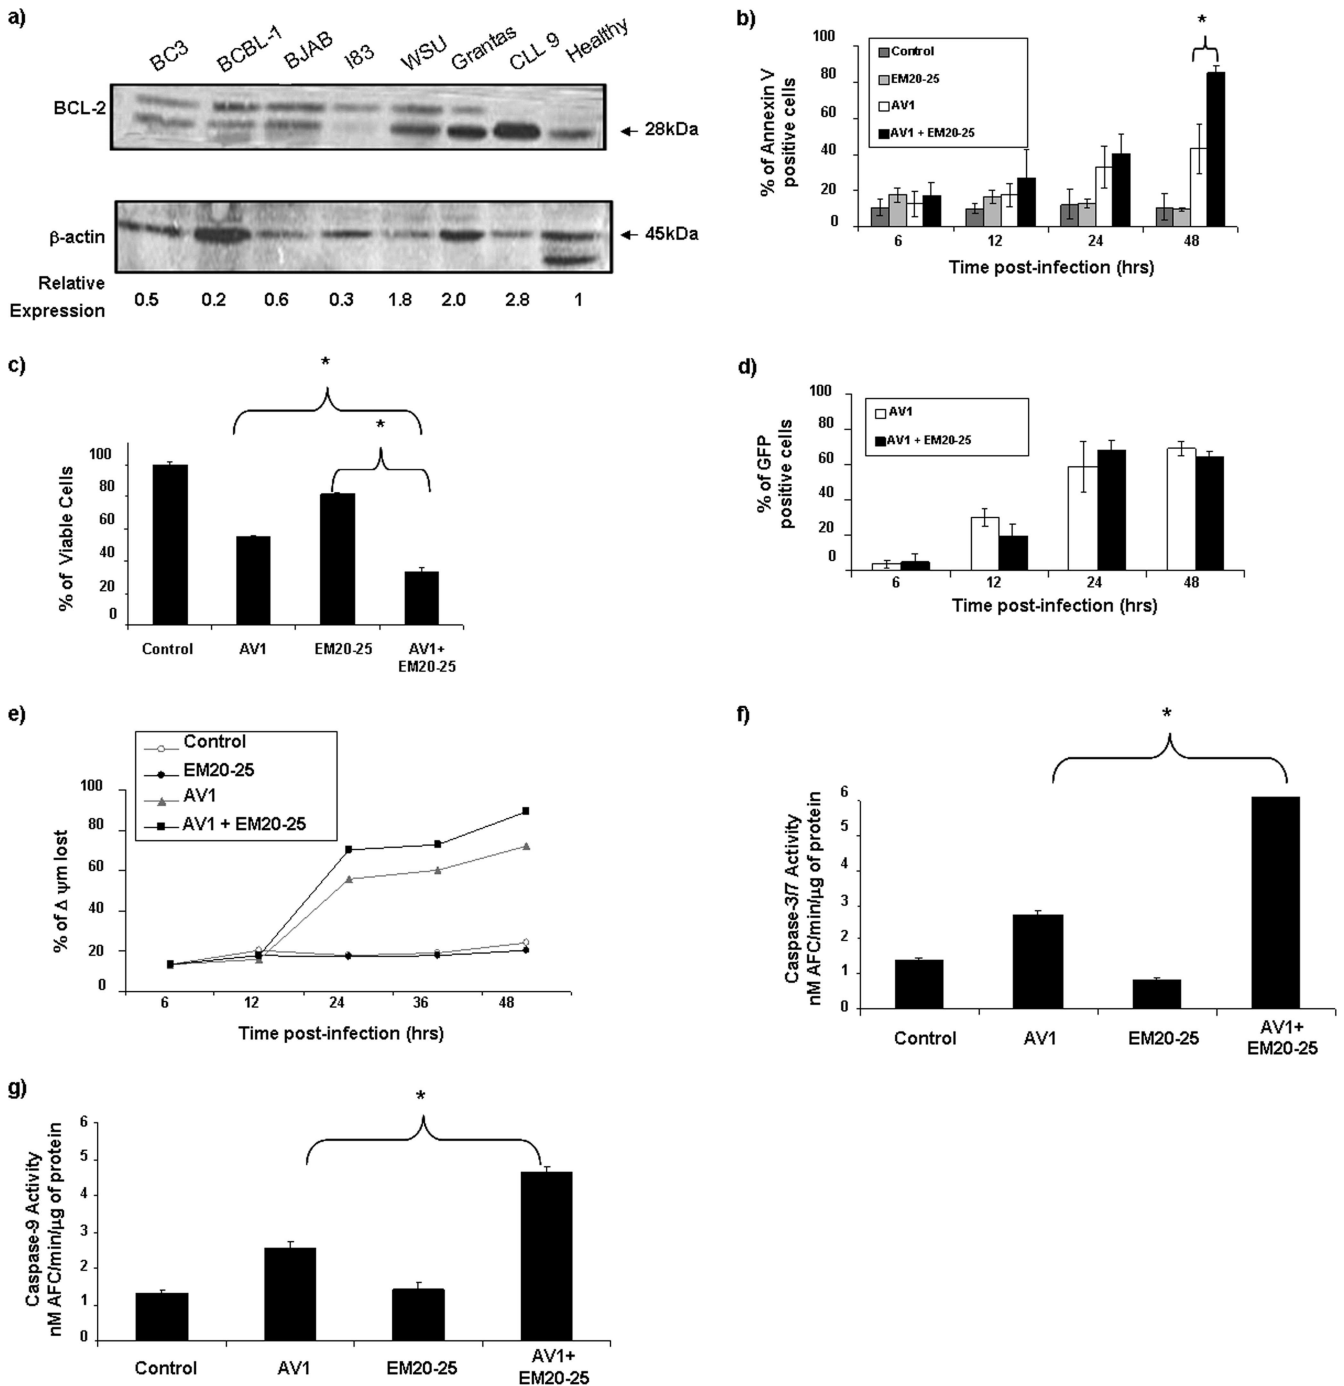 a)
BC3 BCBL-1 BJAB I83 WSU Grantas CLL 9 Healthy
BCL-2
28kDa
β-actin
45kDa
Relative
Expression
0.5 0.2 0.6 0.3 1.8 2.0 2.8 1
b)
*
% of Annexin V
positive cells
100
80
60
40
20
0
Control
EM20-25
AV1
AV1 + EM20-25
6 12 24 48
Time post-infection (hrs)
c)
*
*
% of Viable Cells
100
80
60
40
20
0
Control AV1 EM20-25 AV1+
EM20-25
d)
% of GFP
positive cells
100
80
60
40
20
0
AV1
AV1 + EM20-25
6 12 24 48
Time post-infection (hrs)
e)
Control
EM20-25
AV1
AV1 + EM20-25
% of Δ ψm lost
100
80
60
40
20
0
6 12 24 36 48
Time post-infection (hrs)
f)
*
Caspase-3/7 Activity
nM AFC/min/µg of protein
6
5
4
3
2
1
0
Control AV1 EM20-25 AV1+
EM20-25
g)
*
Caspase-9 Activity
nM AFC/min/µg of protein
6
5
4
3
2
1
0
Control AV1 EM20-25 AV1+
EM20-25